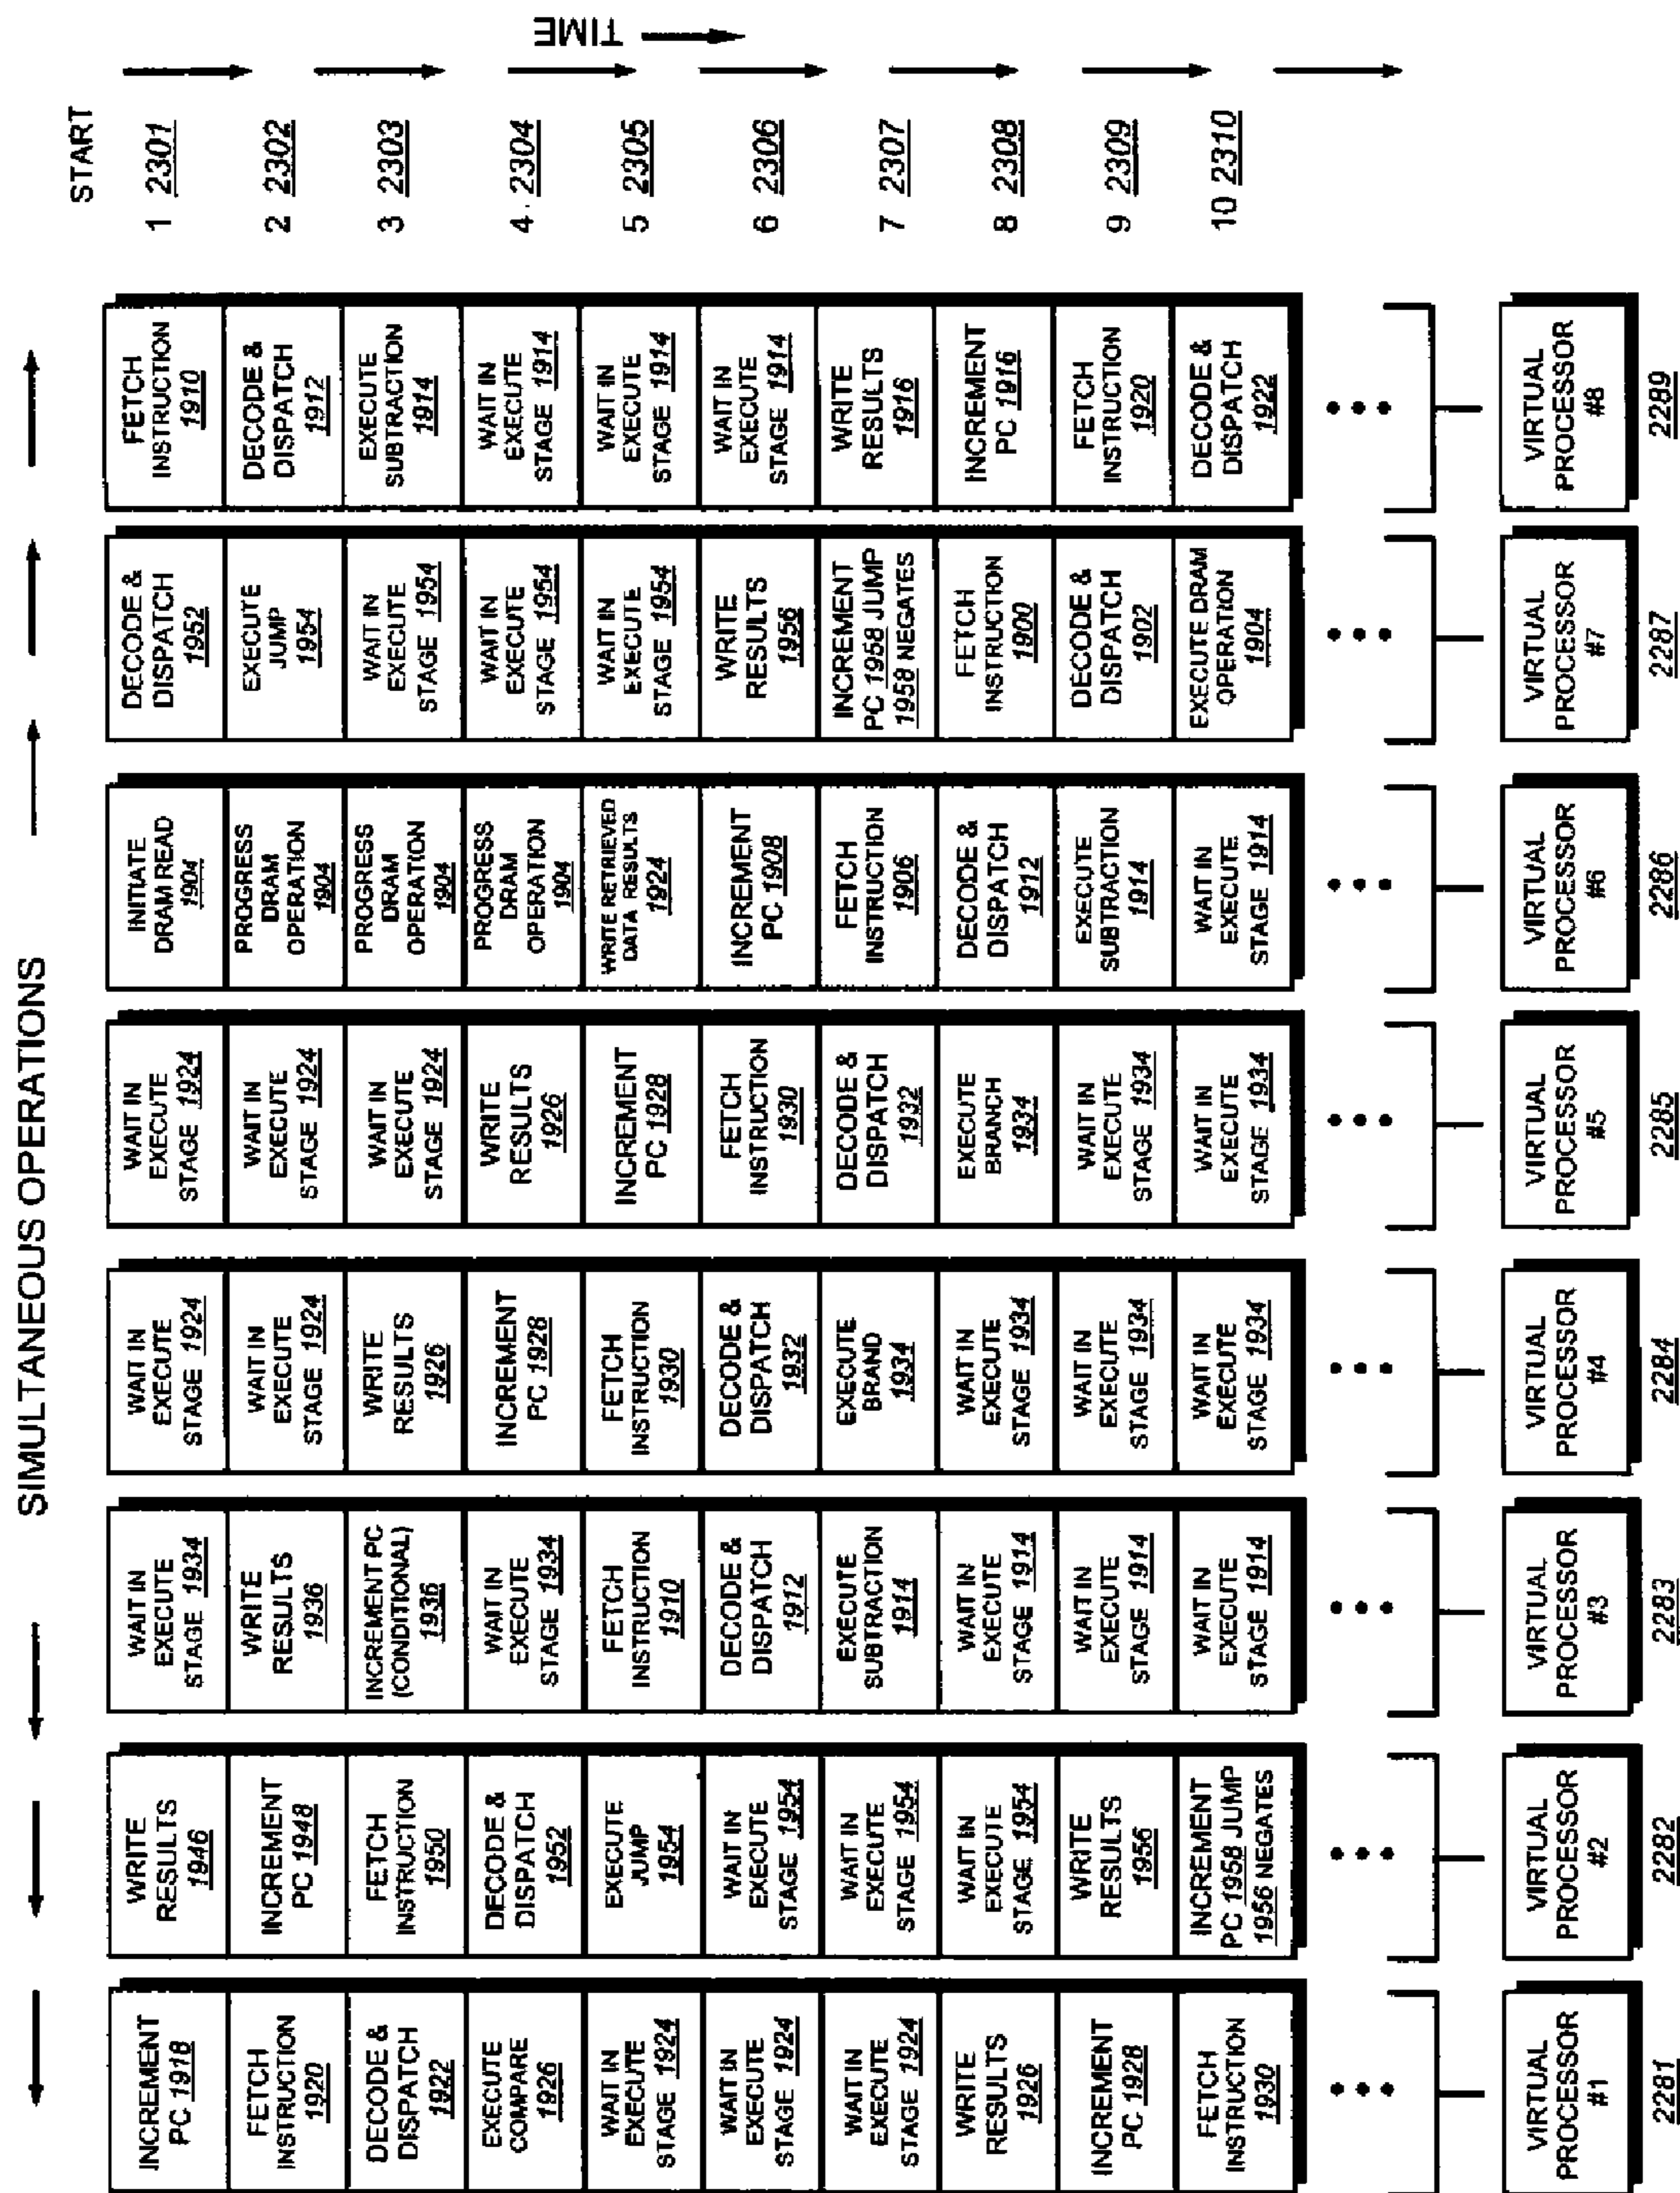 SIMULTANEOUS OPERATIONS
INCREMENT
PC 1918
FETCH
INSTRUCTION
1920
DECODE &
DISPATCH
1922
EXECUTE
COMPARE
1926
WAIT IN
EXECUTE
STAGE 1924
WAIT IN
EXECUTE
STAGE 1924
WAIT IN
EXECUTE
STAGE 1924
WRITE
RESULTS
1926
INCREMENT
PC 1928
FETCH
INSTRUCTION
1930
VIRTUAL
PROCESSOR
#1
2281
WRITE
RESULTS
1946
INCREMENT
PC 1948
FETCH
INSTRUCTION
1950
DECODE &
DISPATCH
1952
EXECUTE
JUMP
1954
WAIT IN
EXECUTE
STAGE 1954
WAIT IN
EXECUTE
STAGE 1954
WAIT IN
EXECUTE
STAGE 1954
WRITE
RESULTS
1956
INCREMENT
PC 1958 JUMP
1956 NEGATES
VIRTUAL
PROCESSOR
#2
2282
WAIT IN
EXECUTE
STAGE 1934
WRITE
RESULTS
1936
INCREMENT PC
(CONDITIONAL)
1936
WAIT IN
EXECUTE
STAGE 1934
FETCH
INSTRUCTION
1910
DECODE &
DISPATCH
1912
EXECUTE
SUBTRACTION
1914
WAIT IN
EXECUTE
STAGE 1914
WAIT IN
EXECUTE
STAGE 1914
WAIT IN
EXECUTE
STAGE 1914
VIRTUAL
PROCESSOR
#3
2283
WAIT IN
EXECUTE
STAGE 1924
WAIT IN
EXECUTE
STAGE 1924
WRITE
RESULTS
1926
INCREMENT
PC 1928
FETCH
INSTRUCTION
1930
DECODE &
DISPATCH
1932
EXECUTE
BRAND
1934
WAIT IN
EXECUTE
STAGE 1934
WAIT IN
EXECUTE
STAGE 1934
WAIT IN
EXECUTE
STAGE 1934
VIRTUAL
PROCESSOR
#4
2284
WAIT IN
EXECUTE
STAGE 1924
WAIT IN
EXECUTE
STAGE 1924
WAIT IN
EXECUTE
STAGE 1924
WRITE
RESULTS
1926
INCREMENT
PC 1928
FETCH
INSTRUCTION
1930
DECODE &
DISPATCH
1932
EXECUTE
BRANCH
1934
WAIT IN
EXECUTE
STAGE 1934
WAIT IN
EXECUTE
STAGE 1934
VIRTUAL
PROCESSOR
#5
2285
INITIATE
DRAM READ
1904
PROGRESS
DRAM
OPERATION
1904
PROGRESS
DRAM
OPERATION
1904
PROGRESS
DRAM
OPERATION
1904
WRITE RETRIEVED
DATA RESULTS
1924
INCREMENT
PC 1908
FETCH
INSTRUCTION
1906
DECODE &
DISPATCH
1912
EXECUTE
SUBTRACTION
1914
WAIT IN
EXECUTE
STAGE 1914
VIRTUAL
PROCESSOR
#6
2286
DECODE &
DISPATCH
1952
EXECUTE
JUMP
1954
WAIT IN
EXECUTE
STAGE 1954
WAIT IN
EXECUTE
STAGE 1954
WAIT IN
EXECUTE
STAGE 1954
WRITE
RESULTS
1956
INCREMENT
PC 1958 JUMP
1958 NEGATES
FETCH
INSTRUCTION
1900
DECODE &
DISPATCH
1902
EXECUTE DRAM
OPERATION
1904
VIRTUAL
PROCESSOR
#7
2287
FETCH
INSTRUCTION
1910
DECODE &
DISPATCH
1912
EXECUTE
SUBTRACTION
1914
WAIT IN
EXECUTE
STAGE 1914
WAIT IN
EXECUTE
STAGE 1914
WAIT IN
EXECUTE
STAGE 1914
WRITE
RESULTS
1916
INCREMENT
PC 1916
FETCH
INSTRUCTION
1920
DECODE &
DISPATCH
1922
VIRTUAL
PROCESSOR
#8
2289
START
1 2301
2 2302
3 2303
4. 2304
5 2305
6 2306
7 2307
8 2308
9 2309
10 2310
TIME